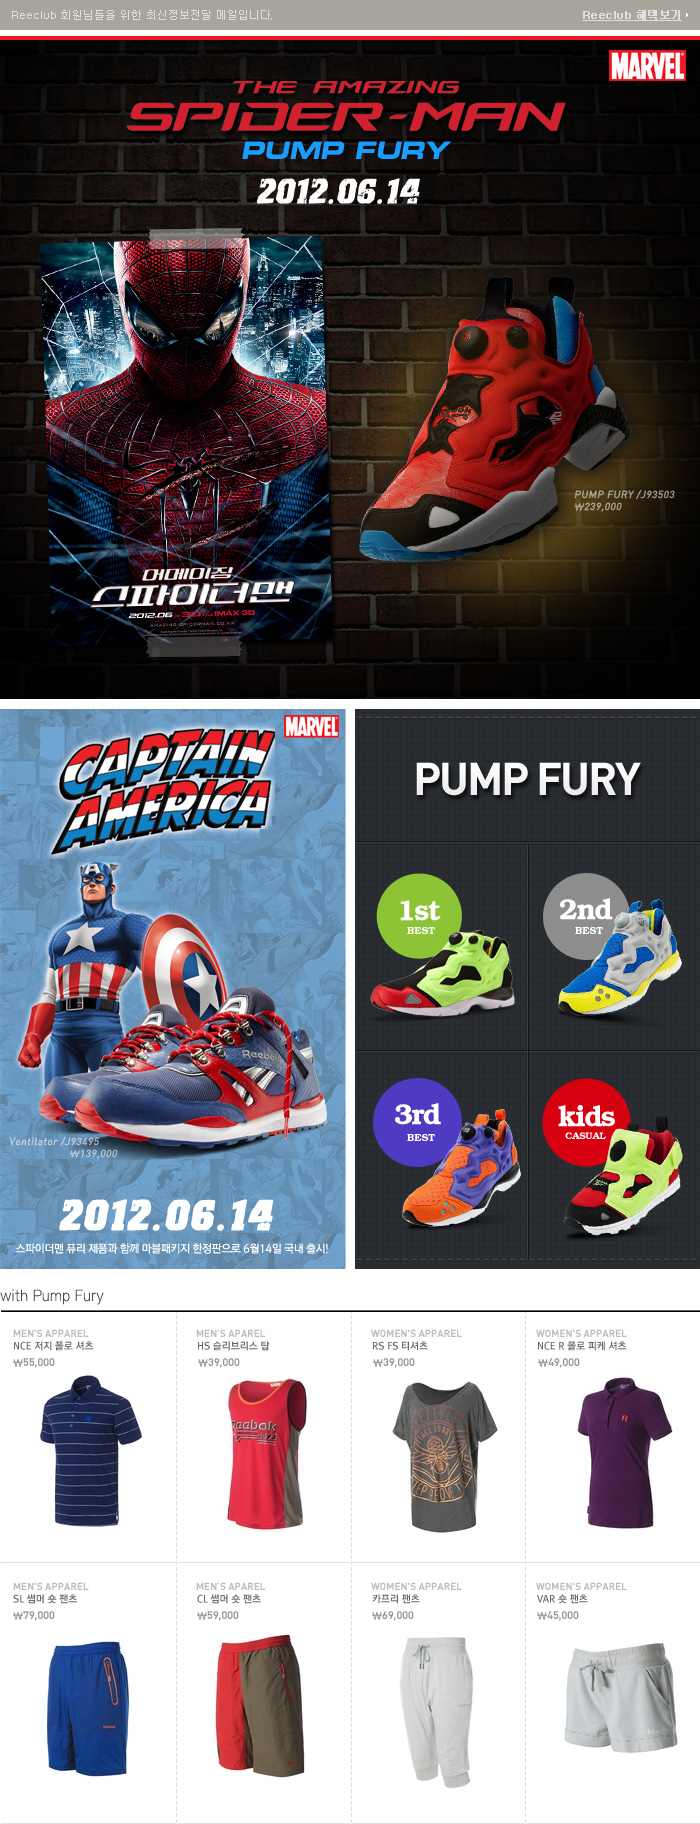 Reeclub 회원님들을 위한 최신정보전달 메일입니다.
Reeclub 혜택보기
MARVEL
THE AMAZING
SPIDER-MAN
PUMP FURY
2012.06.14
어메이징
스파이더맨
2012.06
IMAX 3D
PUMP FURY /J93503
₩239,000
MARVEL
CAPTAIN
AMERICA
Reebok
Ventilator /J93495
₩139,000
2012.06.14
스파이더맨 퓨리 제품과 함께 마블패키지 한정판으로 6월14일 국내 출시!
PUMP FURY
1st
BEST
2nd
BEST
3rd
BEST
kids
CASUAL
with Pump Fury
MEN'S APPAREL
NCE 저지 폴로 셔츠
₩55,000
MEN'S APPAREL
HS 슬리브리스 탑
₩39,000
WOMEN'S APPAREL
RS FS 티셔츠
₩39,000
WOMEN'S APPAREL
NCE R 폴로 피케 셔츠
₩49,000
Reebok
MEN'S APPAREL
SL 썸머 숏 팬츠
₩79,000
MEN'S APPAREL
CL 썸머 숏 팬츠
₩59,000
WOMEN'S APPAREL
카프리 팬츠
₩69,000
WOMEN'S APPAREL
VAR 숏 팬츠
₩45,000